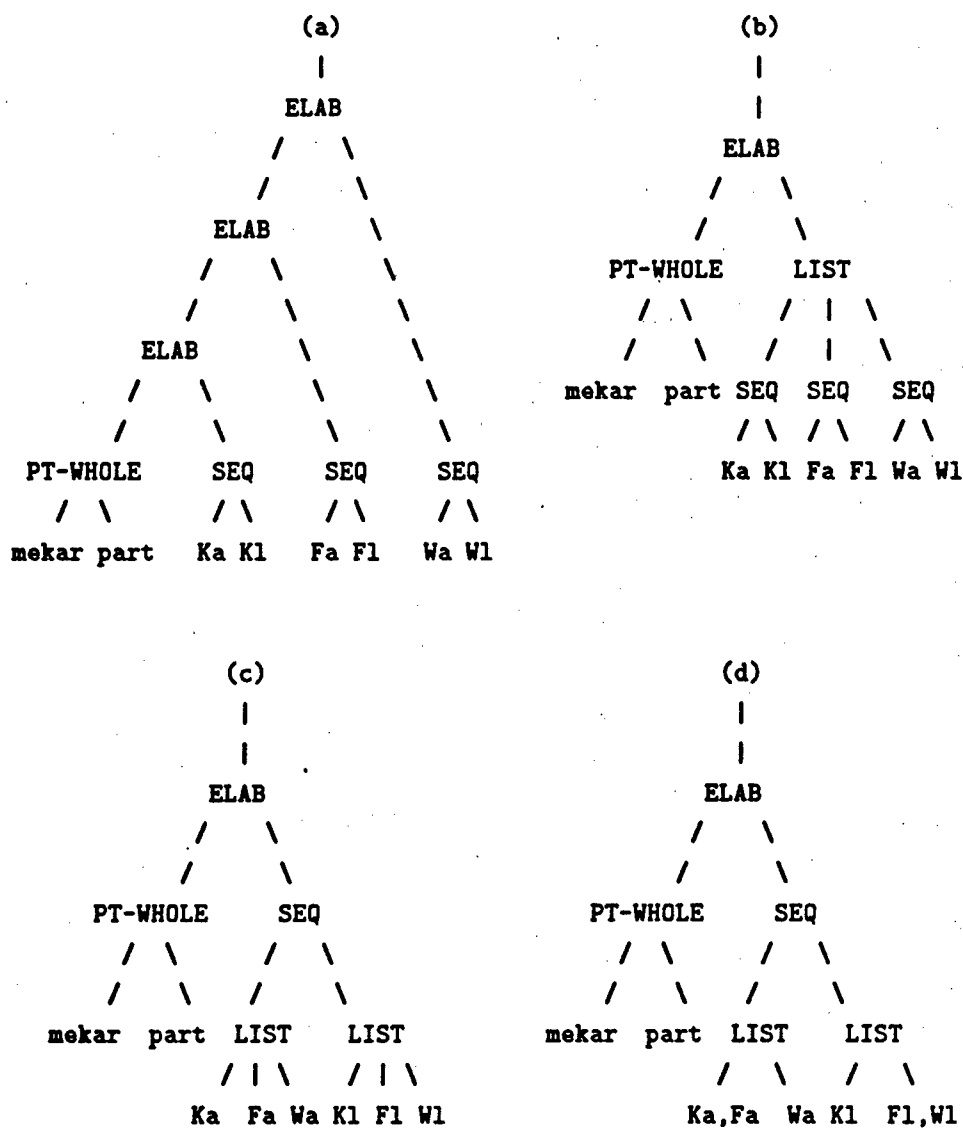 (a) (b)
ELAB
ELAB
ELAB
PT-WHOLE LIST
ELAB
mekar part SEQ SEQ SEQ
PT-WHOLE SEQ SEQ SEQ
Ka Kl Fa Fl Wa Wl
mekar part Ka Kl Fa Fl Wa Wl
(c) (d)
ELAB ELAB
PT-WHOLE SEQ PT-WHOLE SEQ
mekar part LIST LIST mekar part LIST LIST
Ka Fa Wa Kl Fl Wl Ka,Fa Wa Kl Fl,Wl